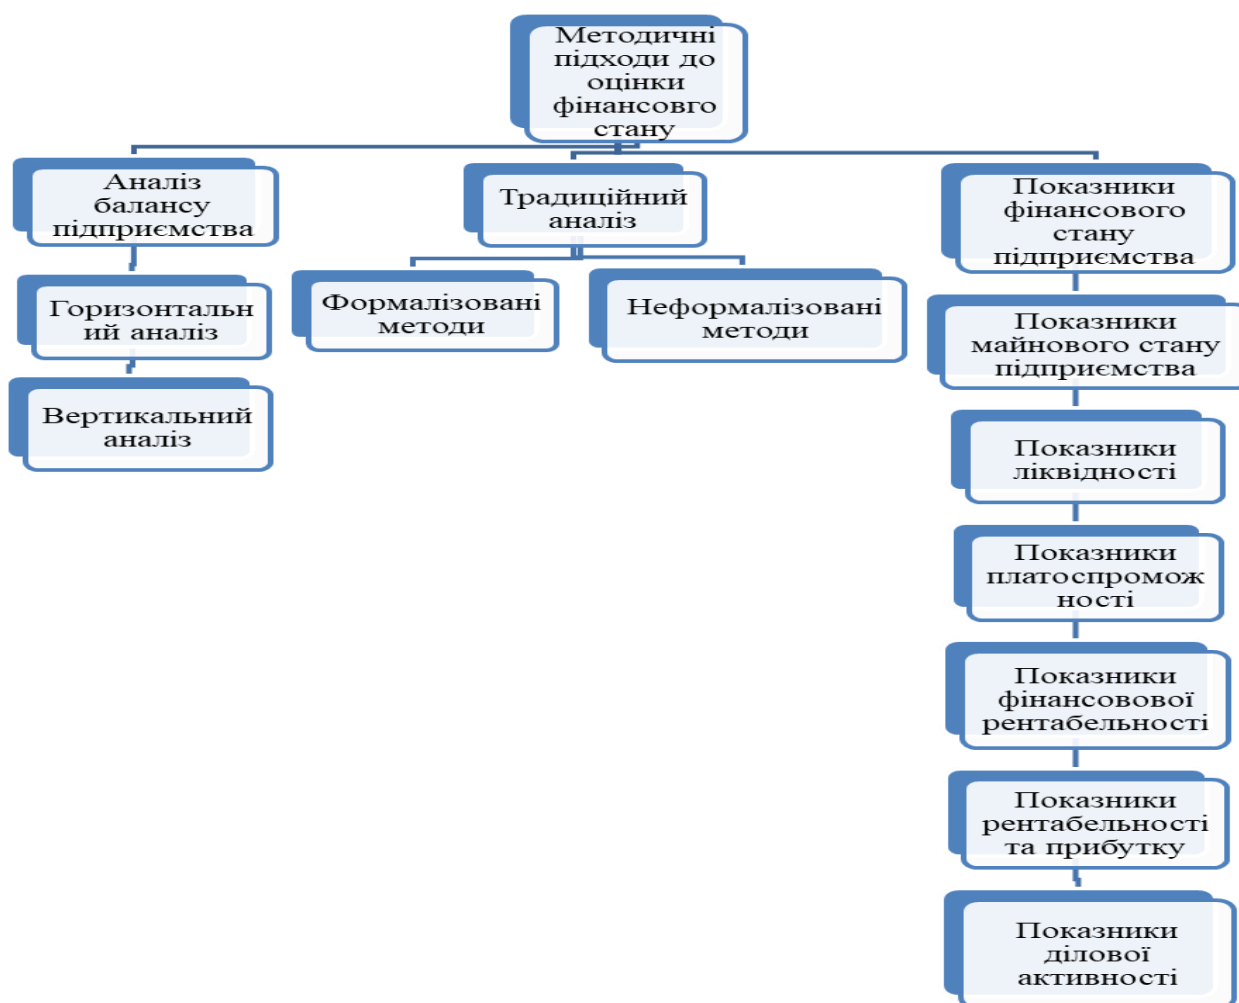 Методичні
підходи до
оцінки
фінансовго
стану
Аналіз
балансу
підприємства
Традиційний
аналіз
Показники
фінансового
стану
підприємства
Горизонтальн
ий аналіз
Формалізовані
методи
Неформалізовані
методи
Показники
майнового стану
підприємства
Вертикальний
аналіз
Показники
ліквідності
Показники
платоспромож
ності
Показники
фінансовової
рентабельності
Показники
рентабельності
та прибутку
Показники
ділової
активності